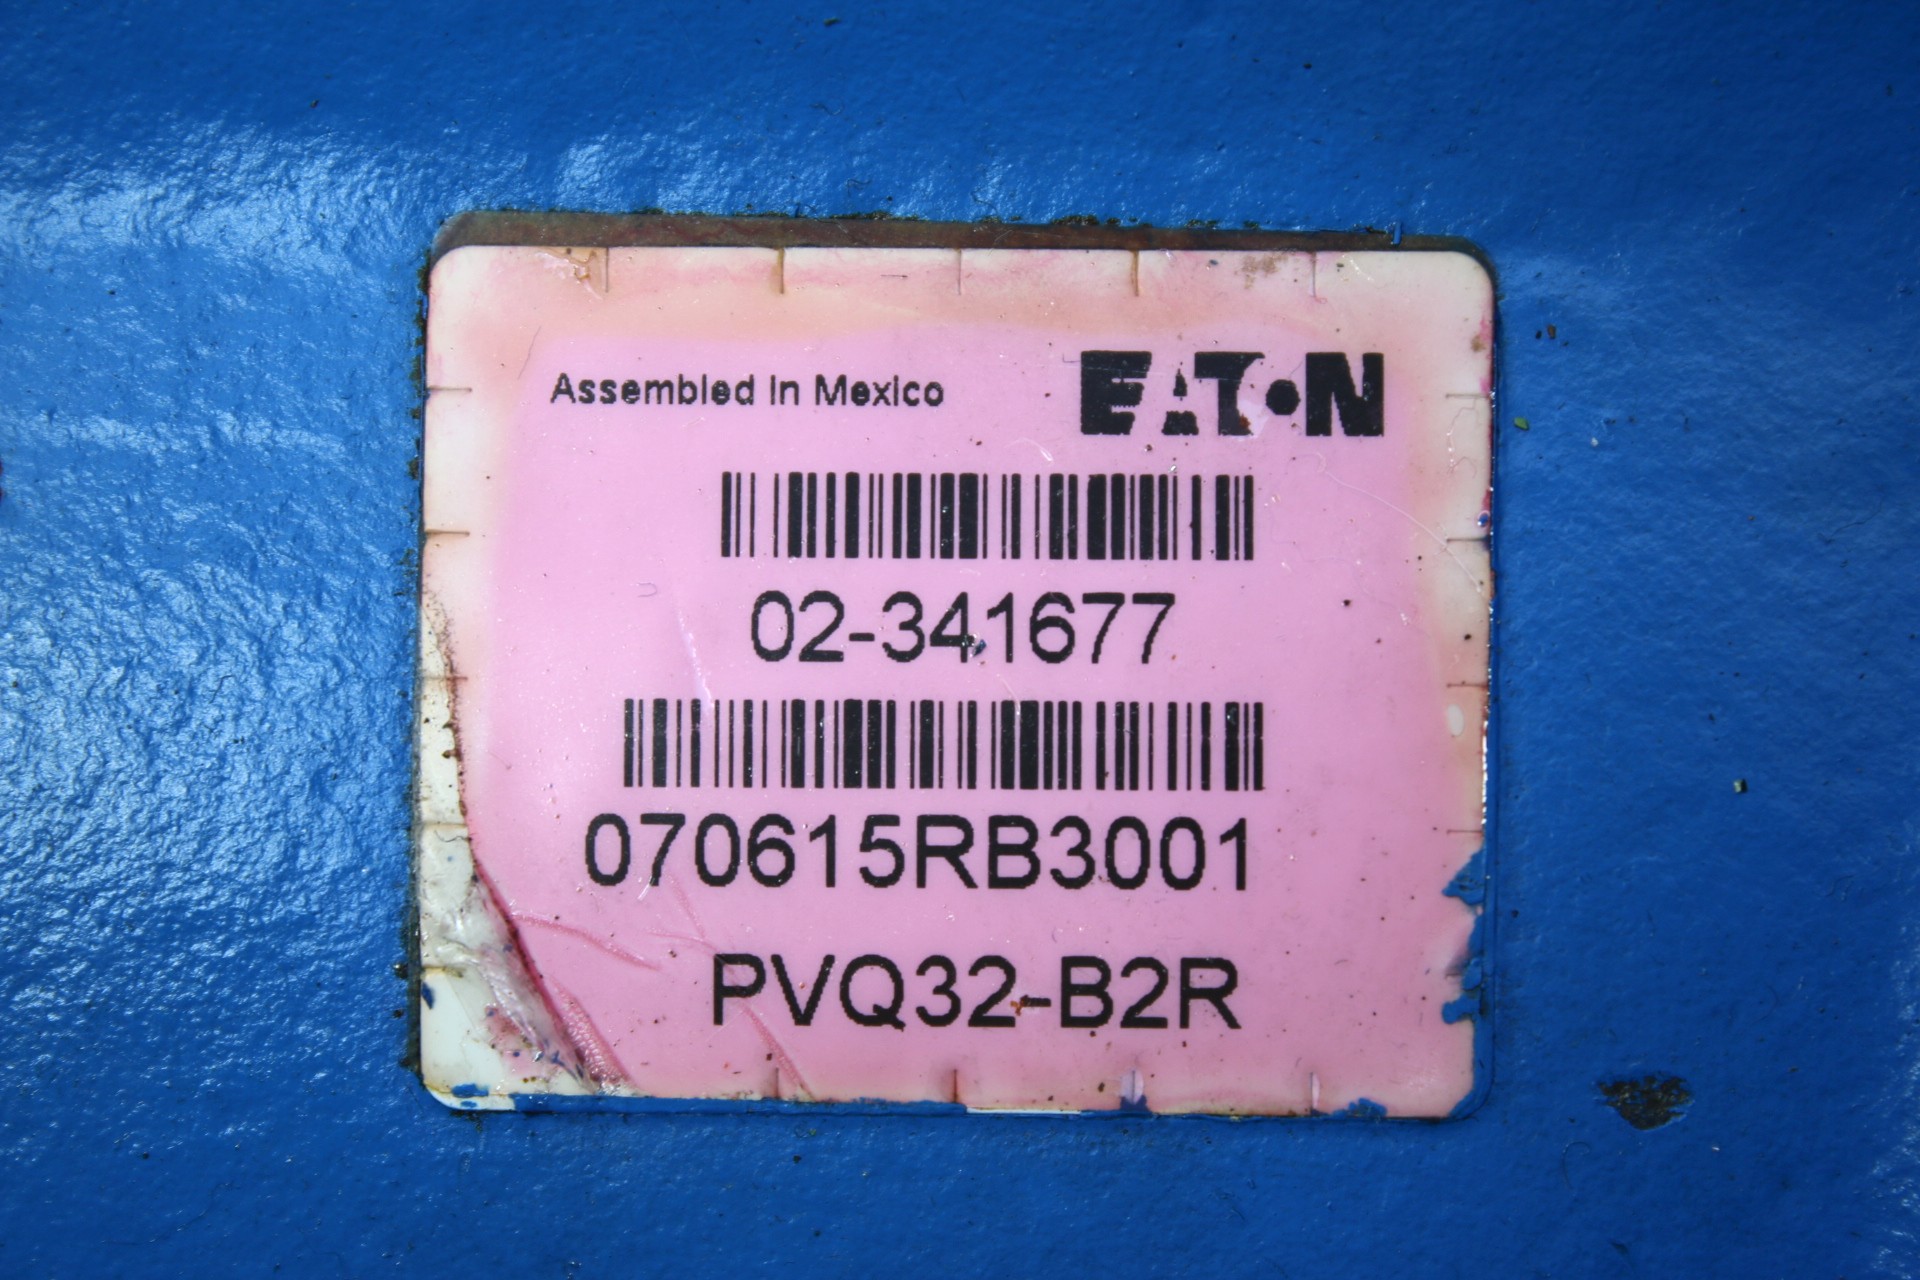 Assembled in Mexico
EATON
02-341677
070615RB3001
PVQ32-B2R